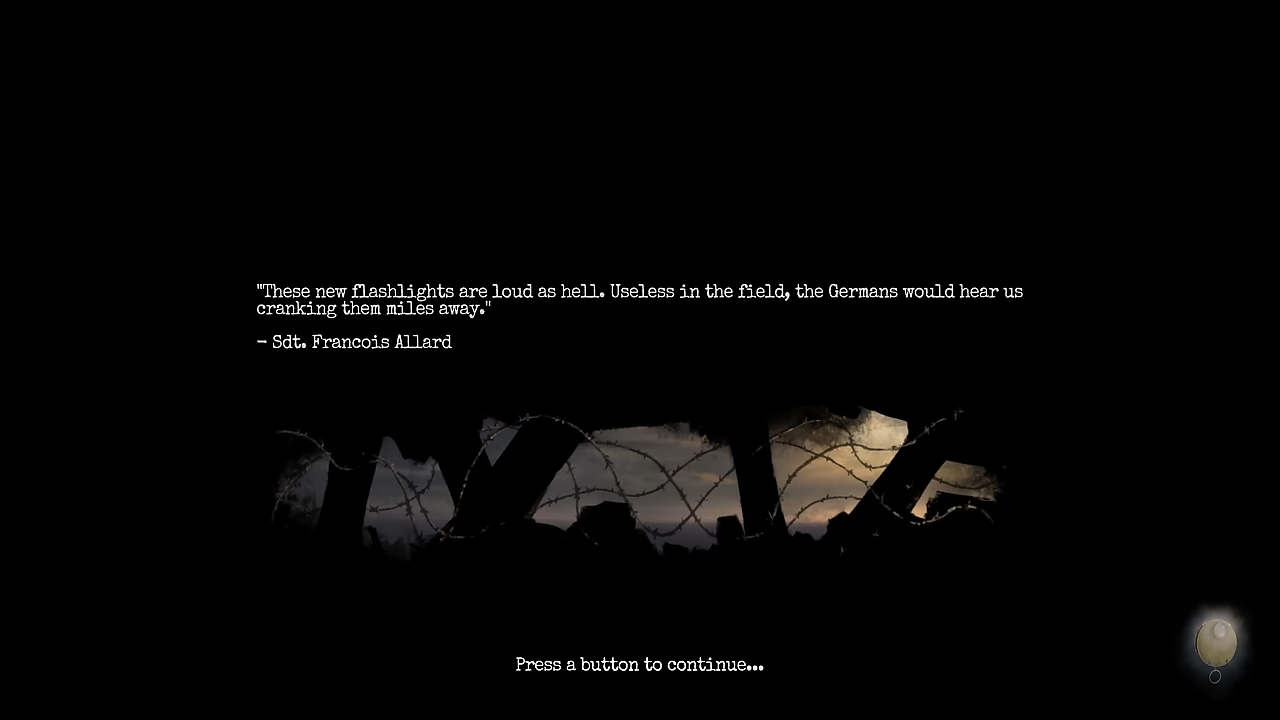 "These new flashlights are loud as hell. Useless in the field, the Germans would hear us
cranking them miles away."
– Sdt. Francois Allard
Press a button to continue...